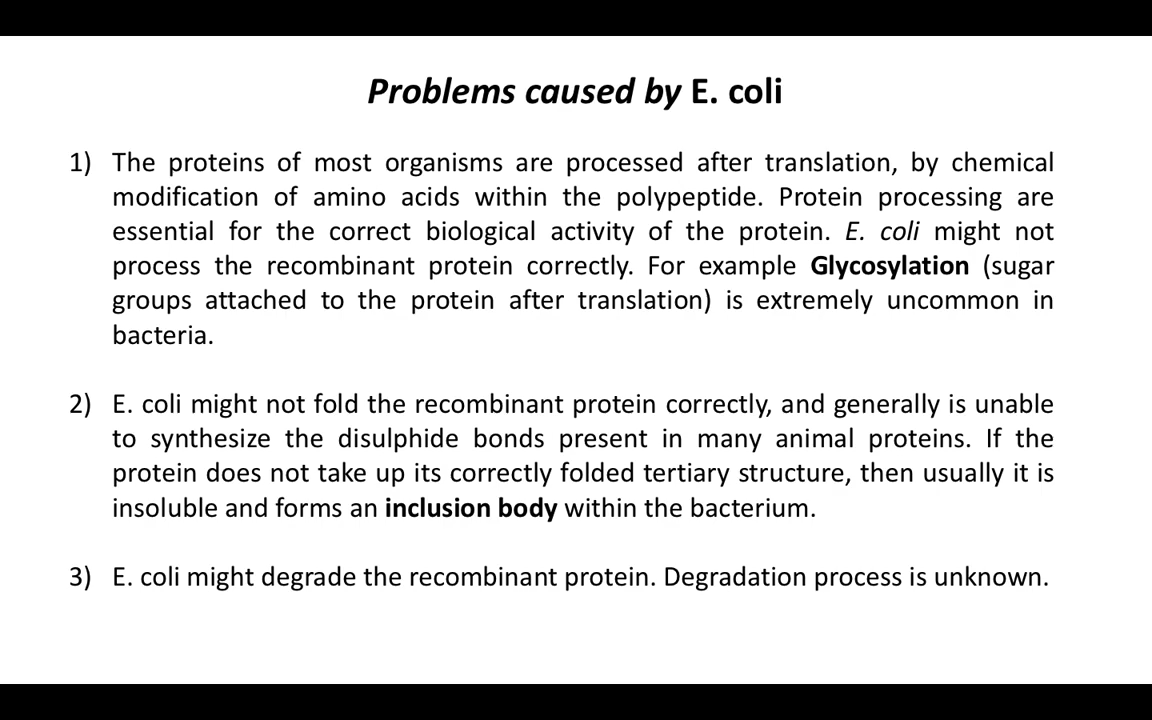 Problems caused by E. coli
1) The proteins of most organisms are processed after translation, by chemical
modification of amino acids within the polypeptide. Protein processing are
essential for the correct biological activity of the protein. E. coli might not
process the recombinant protein correctly. For example Glycosylation (sugar
groups attached to the protein after translation) is extremely uncommon in
bacteria.
2) E. coli might not fold the recombinant protein correctly, and generally is unable
to synthesize the disulphide bonds present in many animal proteins. If the
protein does not take up its correctly folded tertiary structure, then usually it is
insoluble and forms an inclusion body within the bacterium.
3) E. coli might degrade the recombinant protein. Degradation process is unknown.